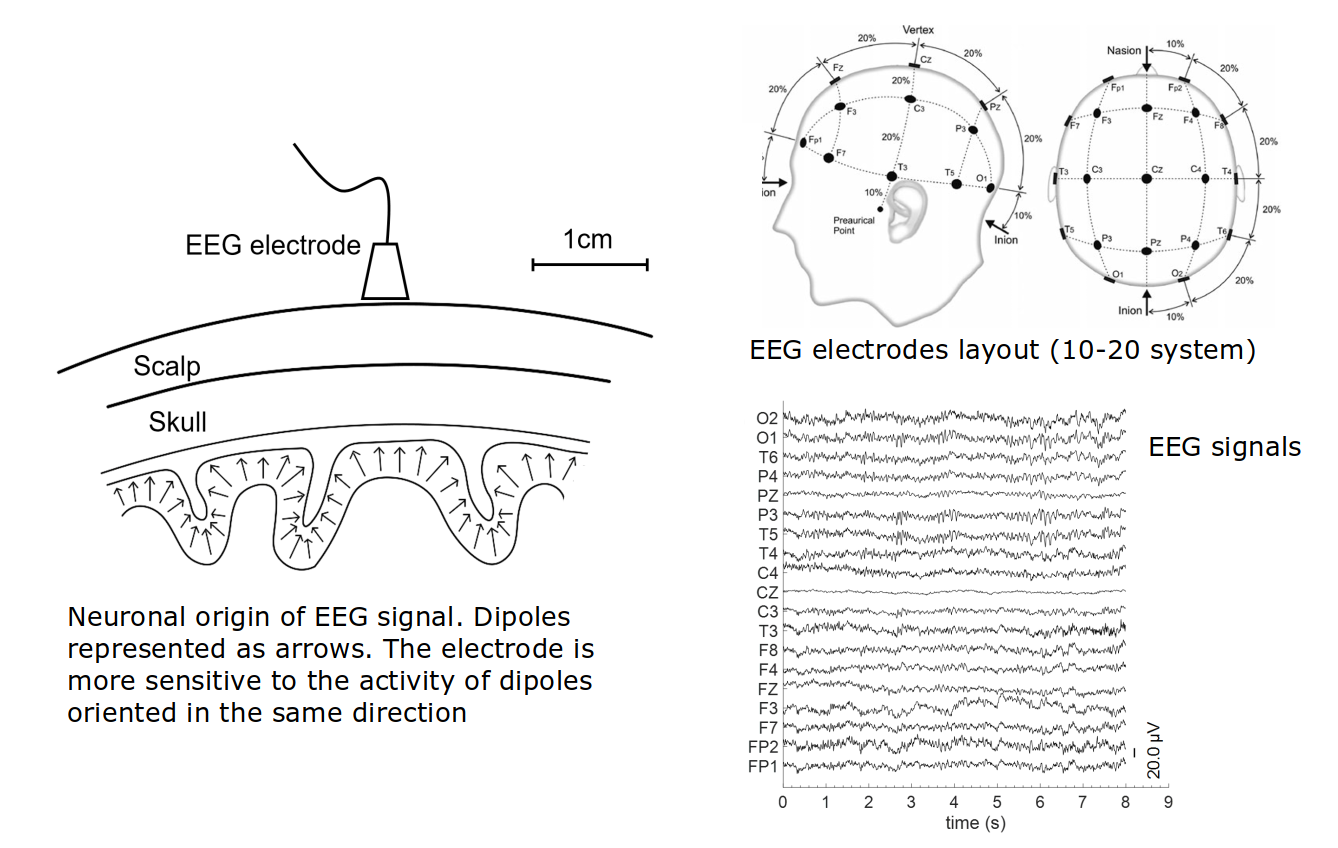 EEG electrode
1cm
Scalp
Skull
Neuronal origin of EEG signal. Dipoles
represented as arrows. The electrode is
more sensitive to the activity of dipoles
oriented in the same direction
Vertex
20%
20%
Fz
Cz
20%
20%
Pz
F3
C3
P3
20%
20%
Fp1
F7
T3
T5
O1
10%
10%
Preaurical
Point
ion
Inion
Nasion
10%
20%
Fp1
Fp2
F7
F3
Fz
F4
F8
20%
T3
C3
Cz
C4
T4
20%
T5
P3
Pz
P4
T6
20%
O1
O2
Inion
10%
EEG electrodes layout (10-20 system)
EEG signals
O2
O1
T6
P4
PZ
P3
T5
T4
C4
CZ
C3
T3
F8
F4
FZ
F3
F7
FP2
FP1
20.0 μV
0 1 2 3 4 5 6 7 8 9
time (s)